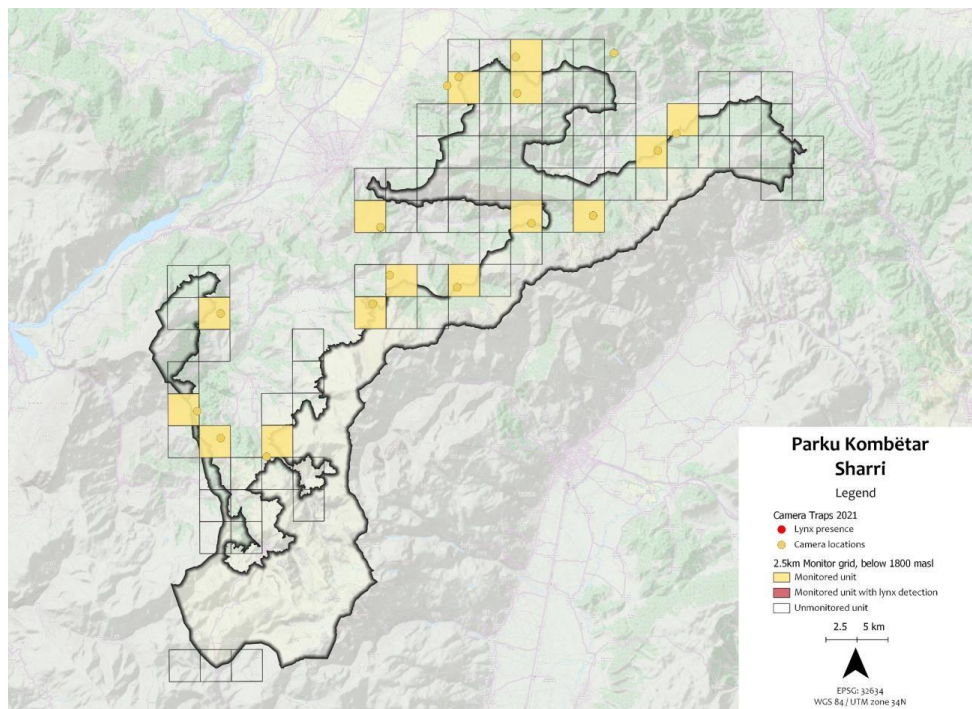 Parku Kombëtar
Sharri
Legend
Camera Traps 2021
Lynx presence
Camera locations
2.5km Monitor grid, below 1800 masl
Monitored unit
Monitored unit with lynx detection
Unmonitored unit
2.5 5 km
EPSG: 32634
WGS 84 / UTM zone 34N